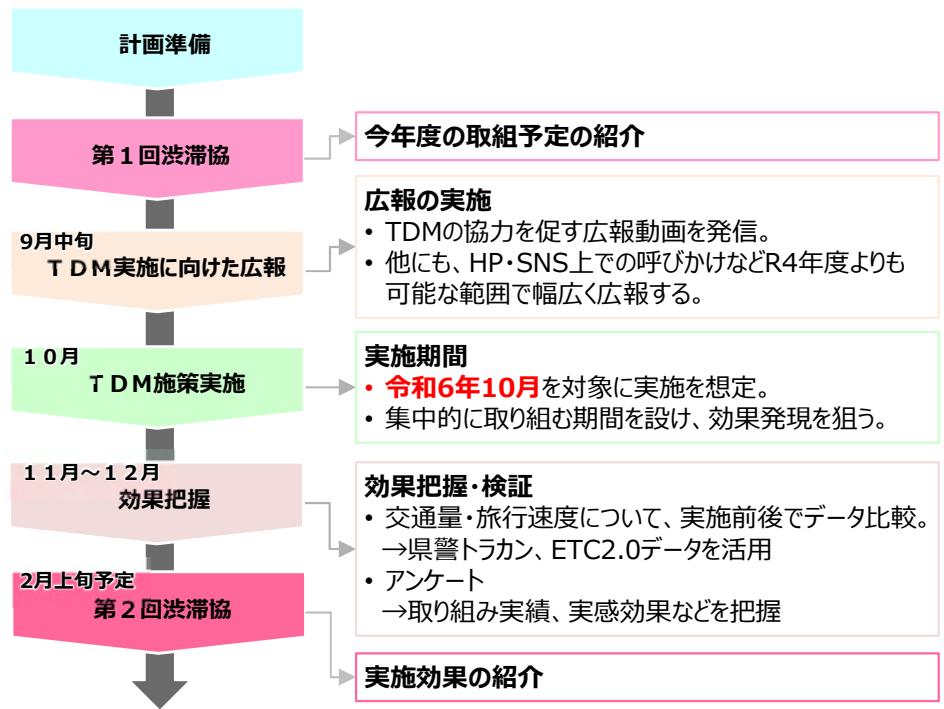 計画準備
第１回渋滞協
今年度の取組予定の紹介
9月中旬
ＴＤＭ実施に向けた広報
広報の実施
• TDMの協力を促す広報動画を発信。
• 他にも、HP・SNS上での呼びかけなどR4年度よりも
可能な範囲で幅広く広報する。
１０月
ＴＤＭ施策実施
実施期間
• 令和6年10月を対象に実施を想定。
• 集中的に取り組む期間を設け、効果発現を狙う。
１１月～１２月
効果把握
効果把握・検証
• 交通量・旅行速度について、実施前後でデータ比較。
→県警トラカン、ETC2.0データを活用
• アンケート
→取り組み実績、実感効果などを把握
2月上旬予定
第２回渋滞協
実施効果の紹介